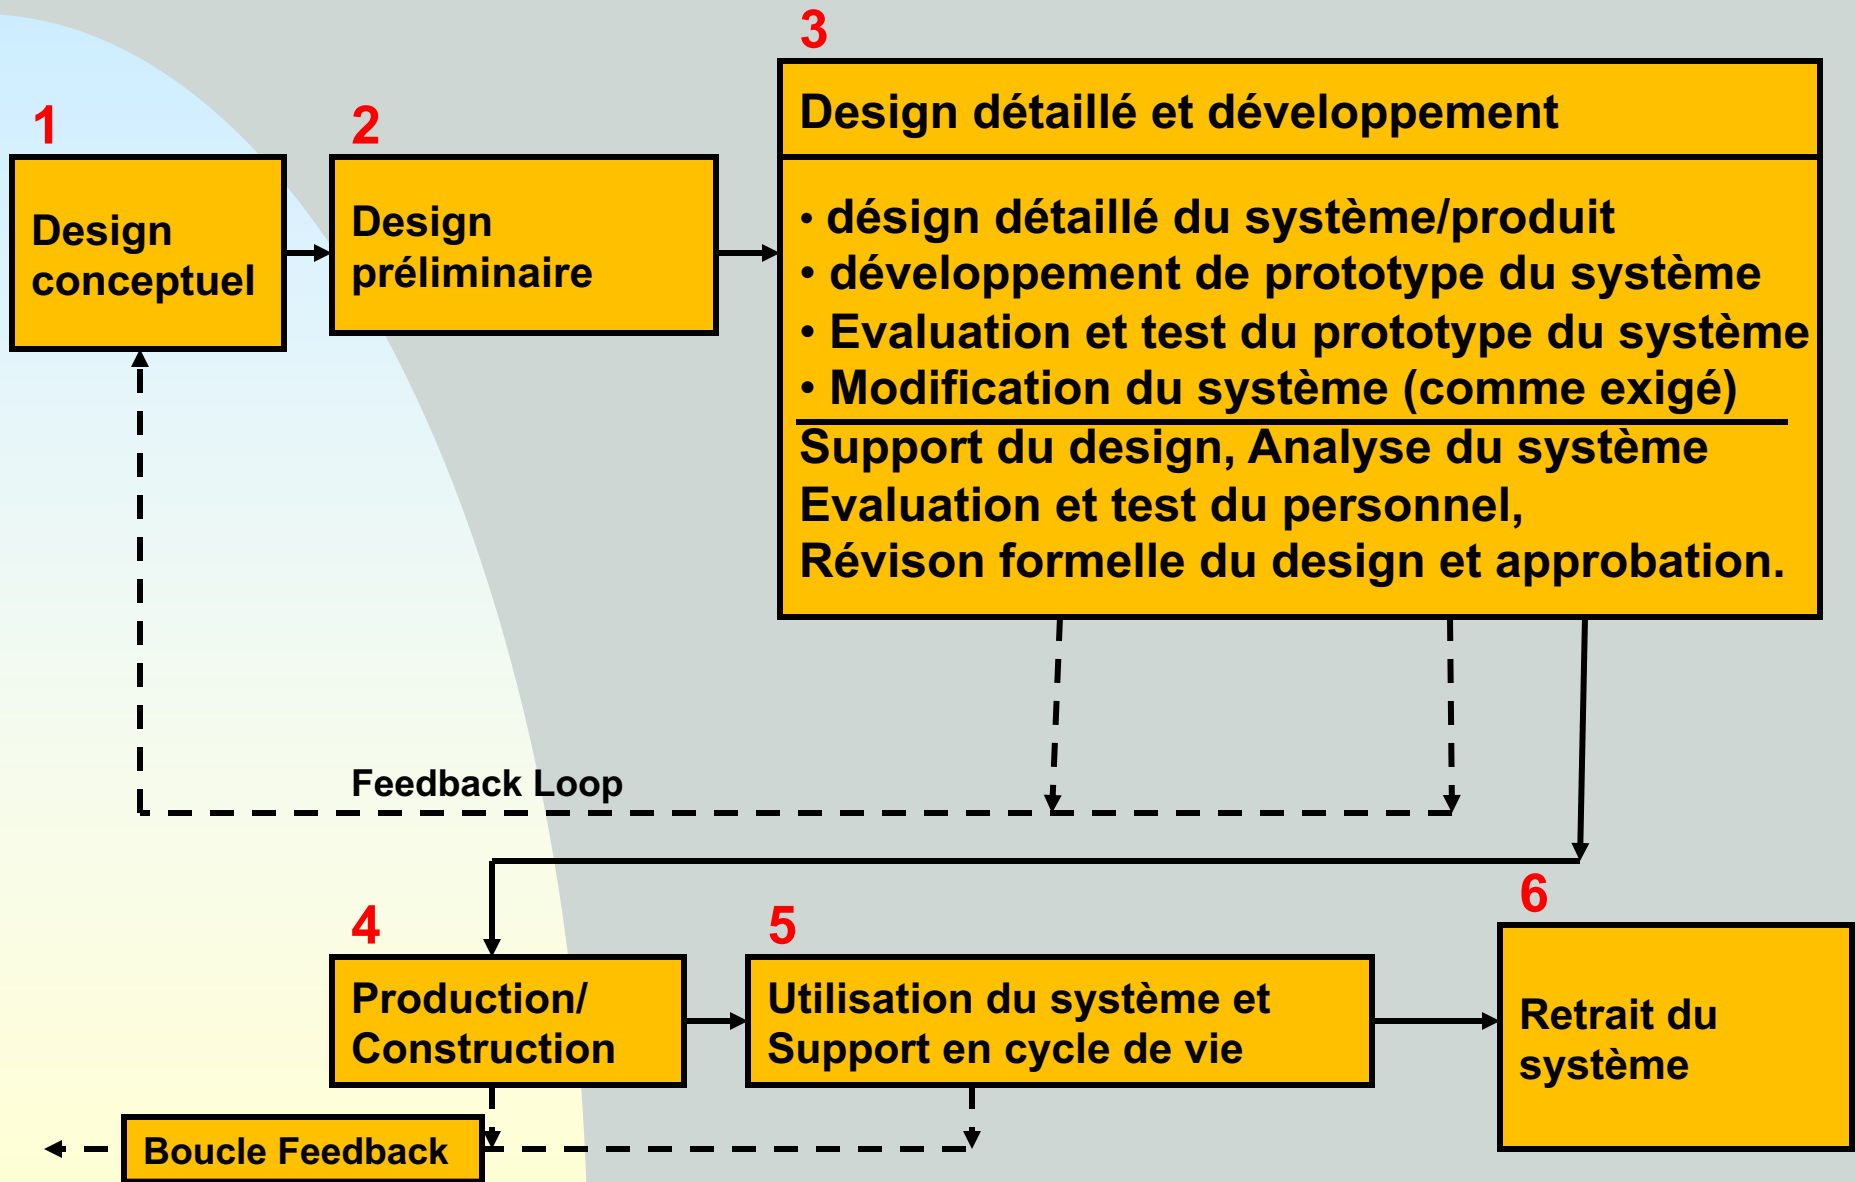 1
Design
conceptuel
2
Design
préliminaire
3
Design détaillé et développement
• désign détaillé du système/produit
• développement de prototype du système
• Evaluation et test du prototype du système
• Modification du système (comme exigé)
Support du design, Analyse du système
Evaluation et test du personnel,
Révison formelle du design et approbation.
Feedback Loop
4
Production/
Construction
5
Utilisation du système et
Support en cycle de vie
6
Retrait du
système
Boucle Feedback